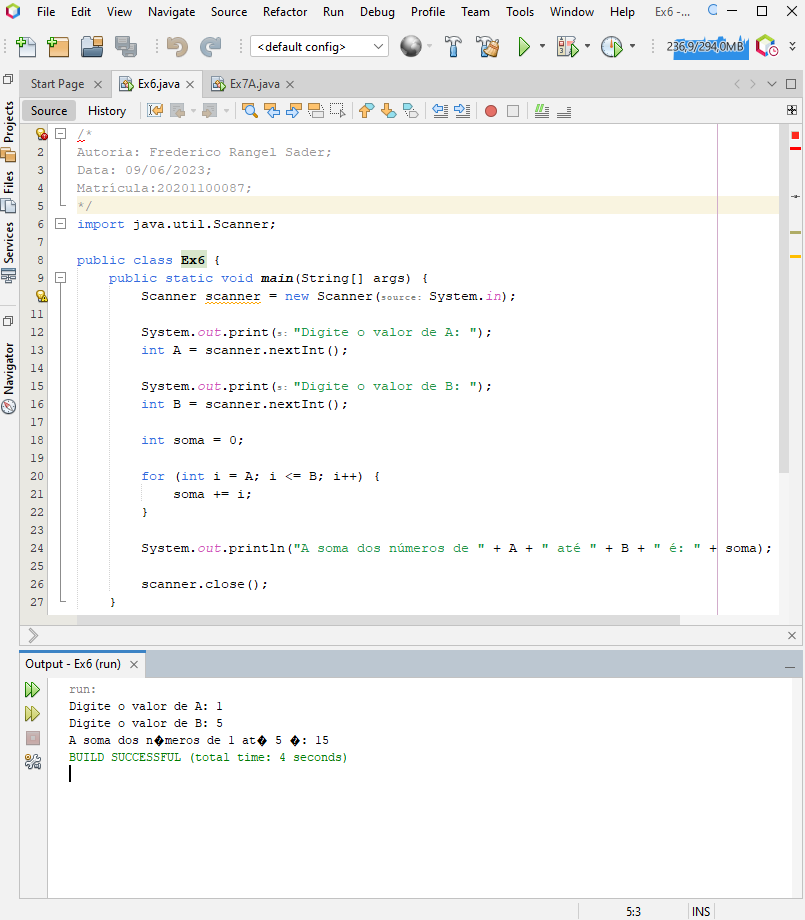 File Edit View Navigate Source Refactor Run Debug Profile Team Tools Window Help Ex6 -...
<default config> 236,9/294,0MB
Start Page Ex6.java Ex7A.java
Source History
Projects
Files
Services
Navigator
/*
2 Autoria: Frederico Rangel Sader;
3 Data: 09/06/2023;
4 Matrícula:20201100087;
5 */
6 import java.util.Scanner;
7
8 public class Ex6 {
9 public static void main(String[] args) {
Scanner scanner = new Scanner(source: System.in);
11
12 System.out.print(s: "Digite o valor de A: ");
13 int A = scanner.nextInt();
14
15 System.out.print(s: "Digite o valor de B: ");
16 int B = scanner.nextInt();
17
18 int soma = 0;
19
20 for (int i = A; i <= B; i++) {
21 soma += i;
22 }
23
24 System.out.println("A soma dos números de " + A + " até " + B + " é: " + soma);
25
26 scanner.close();
27 }
Output - Ex6 (run)
run:
Digite o valor de A: 1
Digite o valor de B: 5
A soma dos n�meros de 1 at� 5 �: 15
BUILD SUCCESSFUL (total time: 4 seconds)
5:3 INS